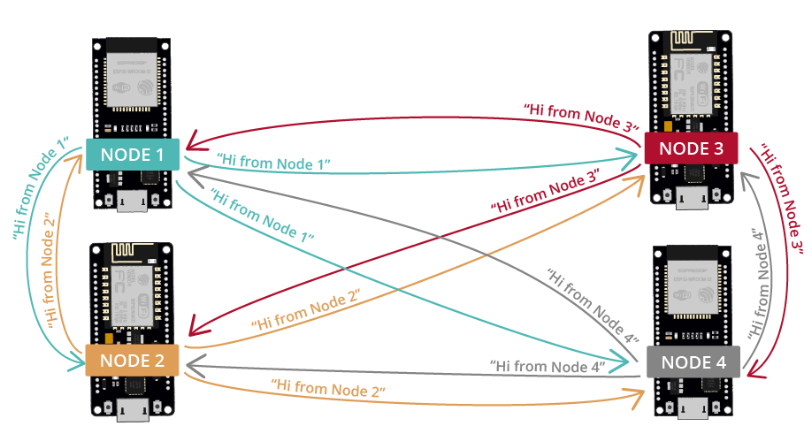 "Hi from Node 3"
NODE 1
"Hi from Node 1"
NODE 3
"Hi from Node 1"
"Hi from Node 3"
"Hi from Node 3"
"Hi from Node 1"
"Hi from Node 2"
"Hi from Node 4"
"Hi from Node 2"
"Hi from Node 4"
NODE 2
"Hi from Node 4"
NODE 4
"Hi from Node 2"